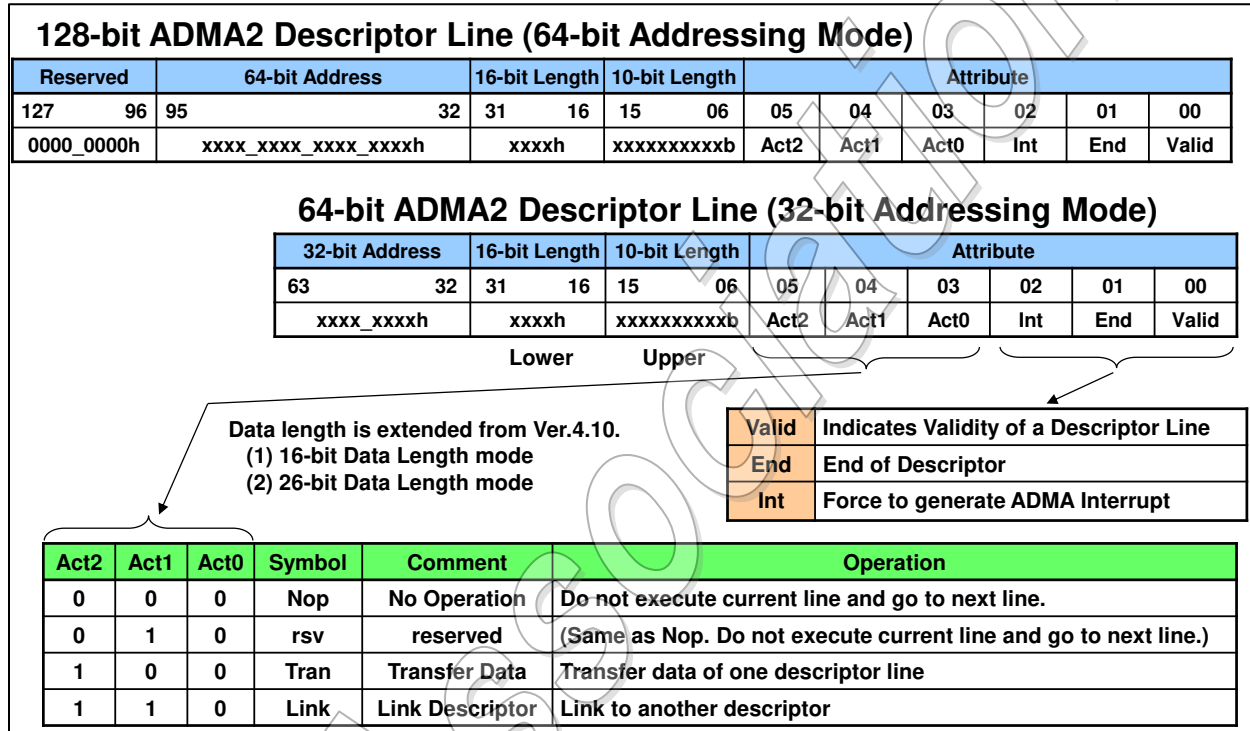 128-bit ADMA2 Descriptor Line (64-bit Addressing Mode)
Reserved 64-bit Address 16-bit Length 10-bit Length Attribute
127 96 95 32 31 16 15 06 05 04 03 02 01 00
0000_0000h xxxx_xxxx_xxxx_xxxxh xxxxh xxxxxxxxxxb Act2 Act1 Act0 Int End Valid
64-bit ADMA2 Descriptor Line (32-bit Addressing Mode)
32-bit Address 16-bit Length 10-bit Length Attribute
63 32 31 16 15 06 05 04 03 02 01 00
xxxx_xxxxh xxxxh xxxxxxxxxxb Act2 Act1 Act0 Int End Valid
Lower Upper
Data length is extended from Ver.4.10.
(1) 16-bit Data Length mode
(2) 26-bit Data Length mode
Valid Indicates Validity of a Descriptor Line
End End of Descriptor
Int Force to generate ADMA Interrupt
Act2 Act1 Act0 Symbol Comment Operation
0 0 0 Nop No Operation Do not execute current line and go to next line.
0 1 0 rsv reserved (Same as Nop. Do not execute current line and go to next line.)
1 0 0 Tran Transfer Data Transfer data of one descriptor line
1 1 0 Link Link Descriptor Link to another descriptor